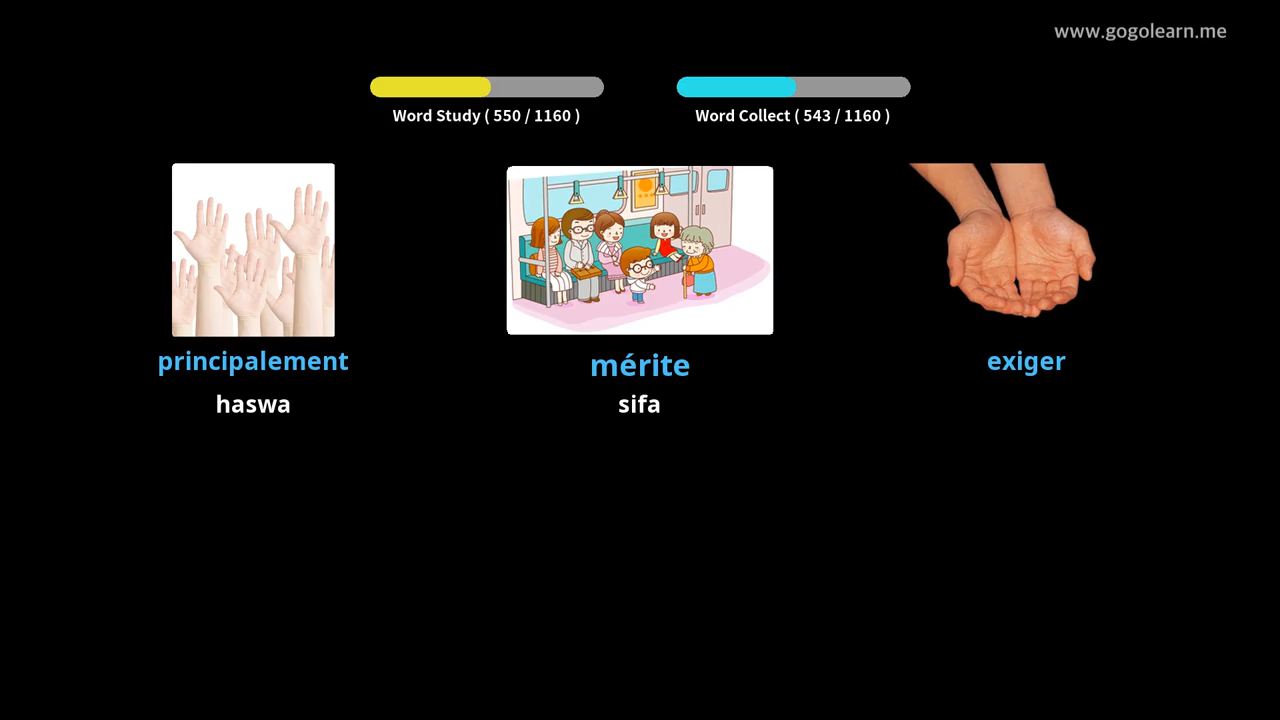 www.gogolearn.me
Word Study ( 550 / 1160 )
Word Collect ( 543 / 1160 )
principalement
mérite
exiger
haswa
sifa